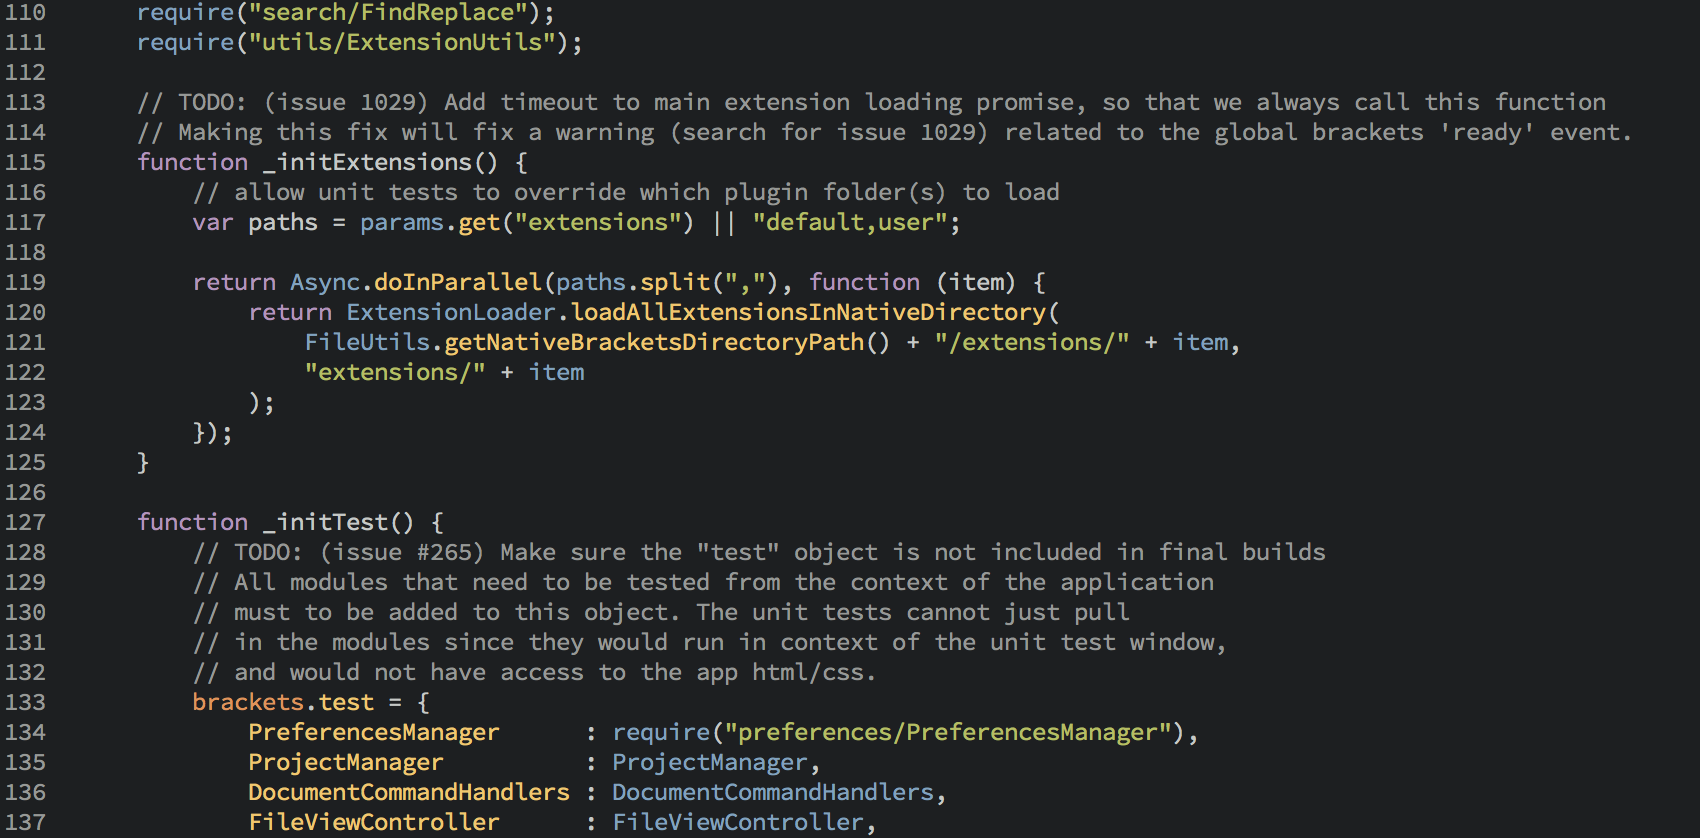 110 require("search/FindReplace");
111 require("utils/ExtensionUtils");
112
113 // TODO: (issue 1029) Add timeout to main extension loading promise, so that we always call this function
114 // Making this fix will fix a warning (search for issue 1029) related to the global brackets 'ready' event.
115 function _initExtensions() {
116 // allow unit tests to override which plugin folder(s) to load
117 var paths = params.get("extensions") || "default,user";
118
119 return Async.doInParallel(paths.split(","), function (item) {
120 return ExtensionLoader.loadAllExtensionsInNativeDirectory(
121 FileUtils.getNativeBracketsDirectoryPath() + "/extensions/" + item,
122 "extensions/" + item
123 );
124 });
125 }
126
127 function _initTest() {
128 // TODO: (issue #265) Make sure the "test" object is not included in final builds
129 // All modules that need to be tested from the context of the application
130 // must to be added to this object. The unit tests cannot just pull
131 // in the modules since they would run in context of the unit test window,
132 // and would not have access to the app html/css.
133 brackets.test = {
134 PreferencesManager : require("preferences/PreferencesManager"),
135 ProjectManager : ProjectManager,
136 DocumentCommandHandlers : DocumentCommandHandlers,
137 FileViewController : FileViewController,